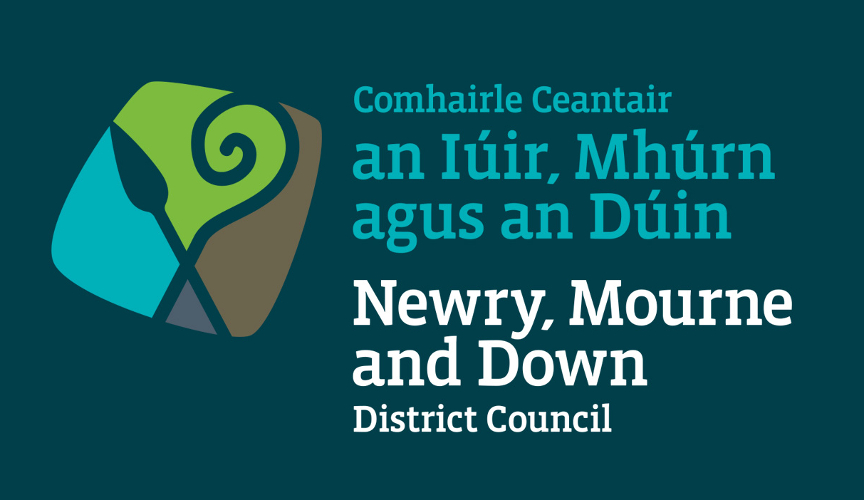 Comhairle Ceantair
an Iúir, Mhúrn
agus an Dúin
Newry, Mourne
and Down
District Council